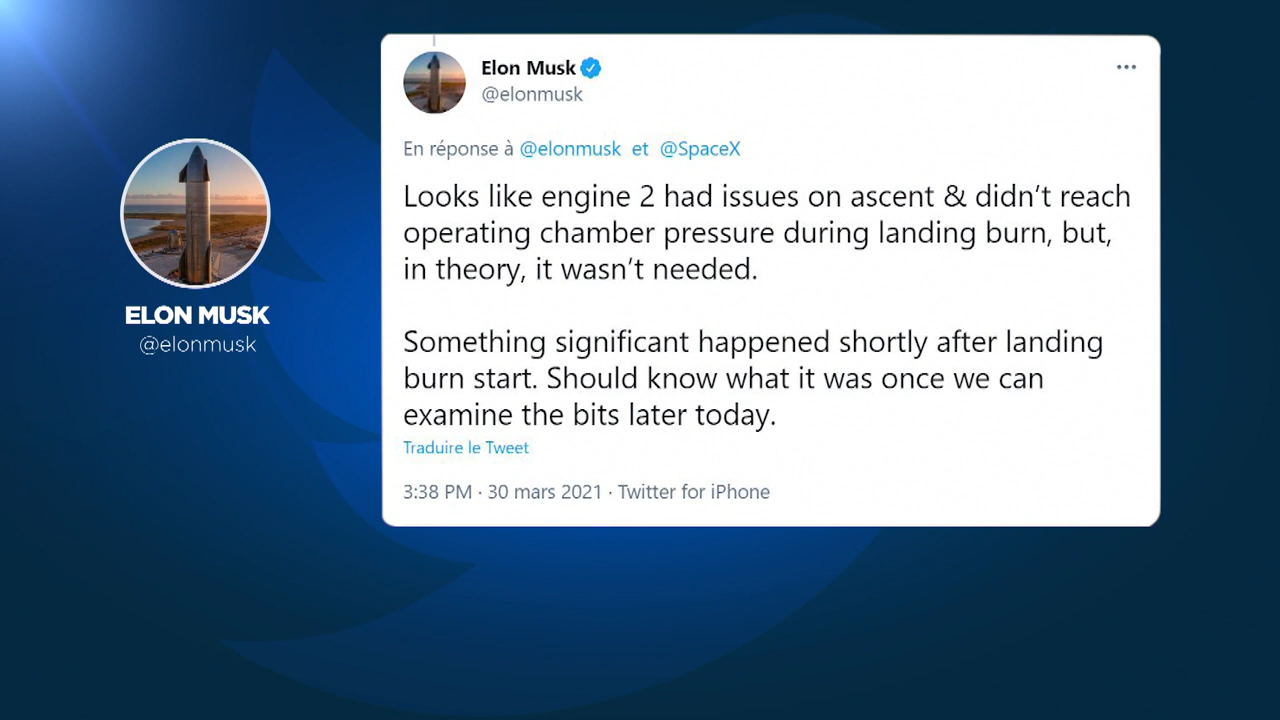 Elon Musk
@elonmusk
En réponse à @elonmusk et @SpaceX
Looks like engine 2 had issues on ascent & didn't reach
operating chamber pressure during landing burn, but,
in theory, it wasn't needed.
Something significant happened shortly after landing
burn start. Should know what it was once we can
examine the bits later today.
Traduire le Tweet
3:38 PM · 30 mars 2021 · Twitter for iPhone
ELON MUSK
@elonmusk